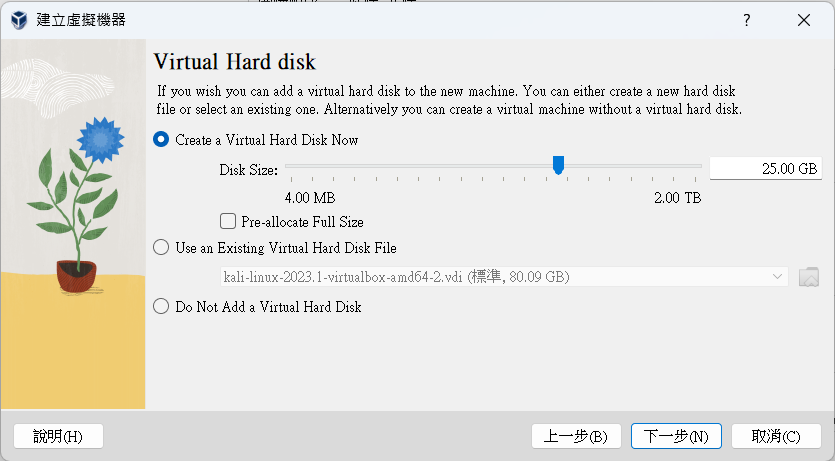 建立虛擬機器
?
Virtual Hard disk
If you wish you can add a virtual hard disk to the new machine. You can either create a new hard disk
file or select an existing one. Alternatively you can create a virtual machine without a virtual hard disk.
Create a Virtual Hard Disk Now
Disk Size:
25.00 GB
4.00 MB
2.00 TB
Pre-allocate Full Size
Use an Existing Virtual Hard Disk File
kali-linux-2023.1-virtualbox-amd64-2.vdi (標準, 80.09 GB)
Do Not Add a Virtual Hard Disk
說明(H)
上一步(B)
下一步(N)
取消(C)